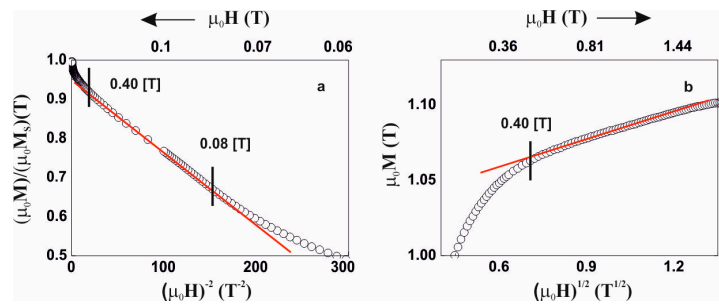 μ₀H (T)
0.1 0.07 0.06
1.0
0.9
0.8
0.7
0.6
0.5
0.40 [T]
a
0.08 [T]
(μ₀M)/(μ₀Mₛ)(T)
0 100 200 300
(μ₀H)⁻² (T⁻²)
μ₀H (T)
0.36 0.81 1.44
1.10
1.05
1.00
b
0.40 [T]
μ₀M (T)
0.6 0.9 1.2
(μ₀H)¹/² (T¹/²)